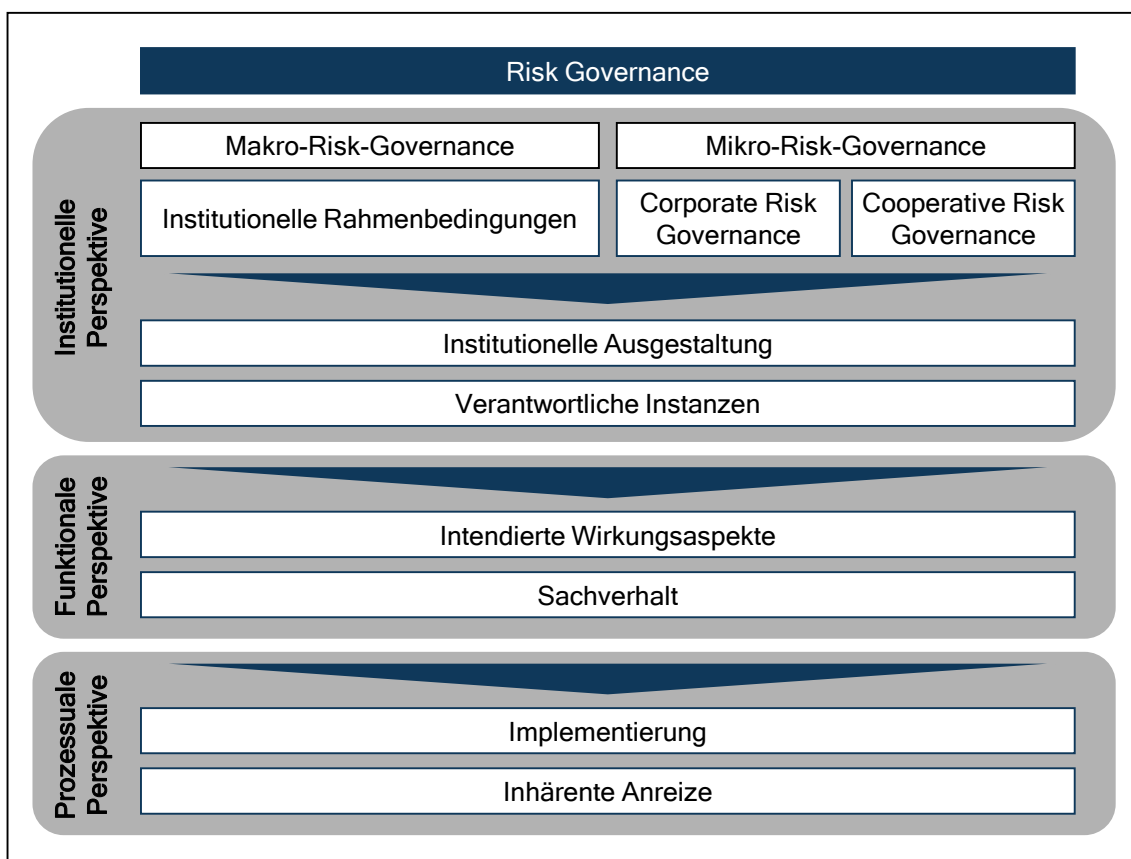 Risk Governance
Institutionelle
Perspektive
Makro-Risk-Governance
Mikro-Risk-Governance
Institutionelle Rahmenbedingungen
Corporate Risk
Governance
Cooperative Risk
Governance
Institutionelle Ausgestaltung
Verantwortliche Instanzen
Funktionale
Perspektive
Intendierte Wirkungsaspekte
Sachverhalt
Prozessuale
Perspektive
Implementierung
Inhärente Anreize